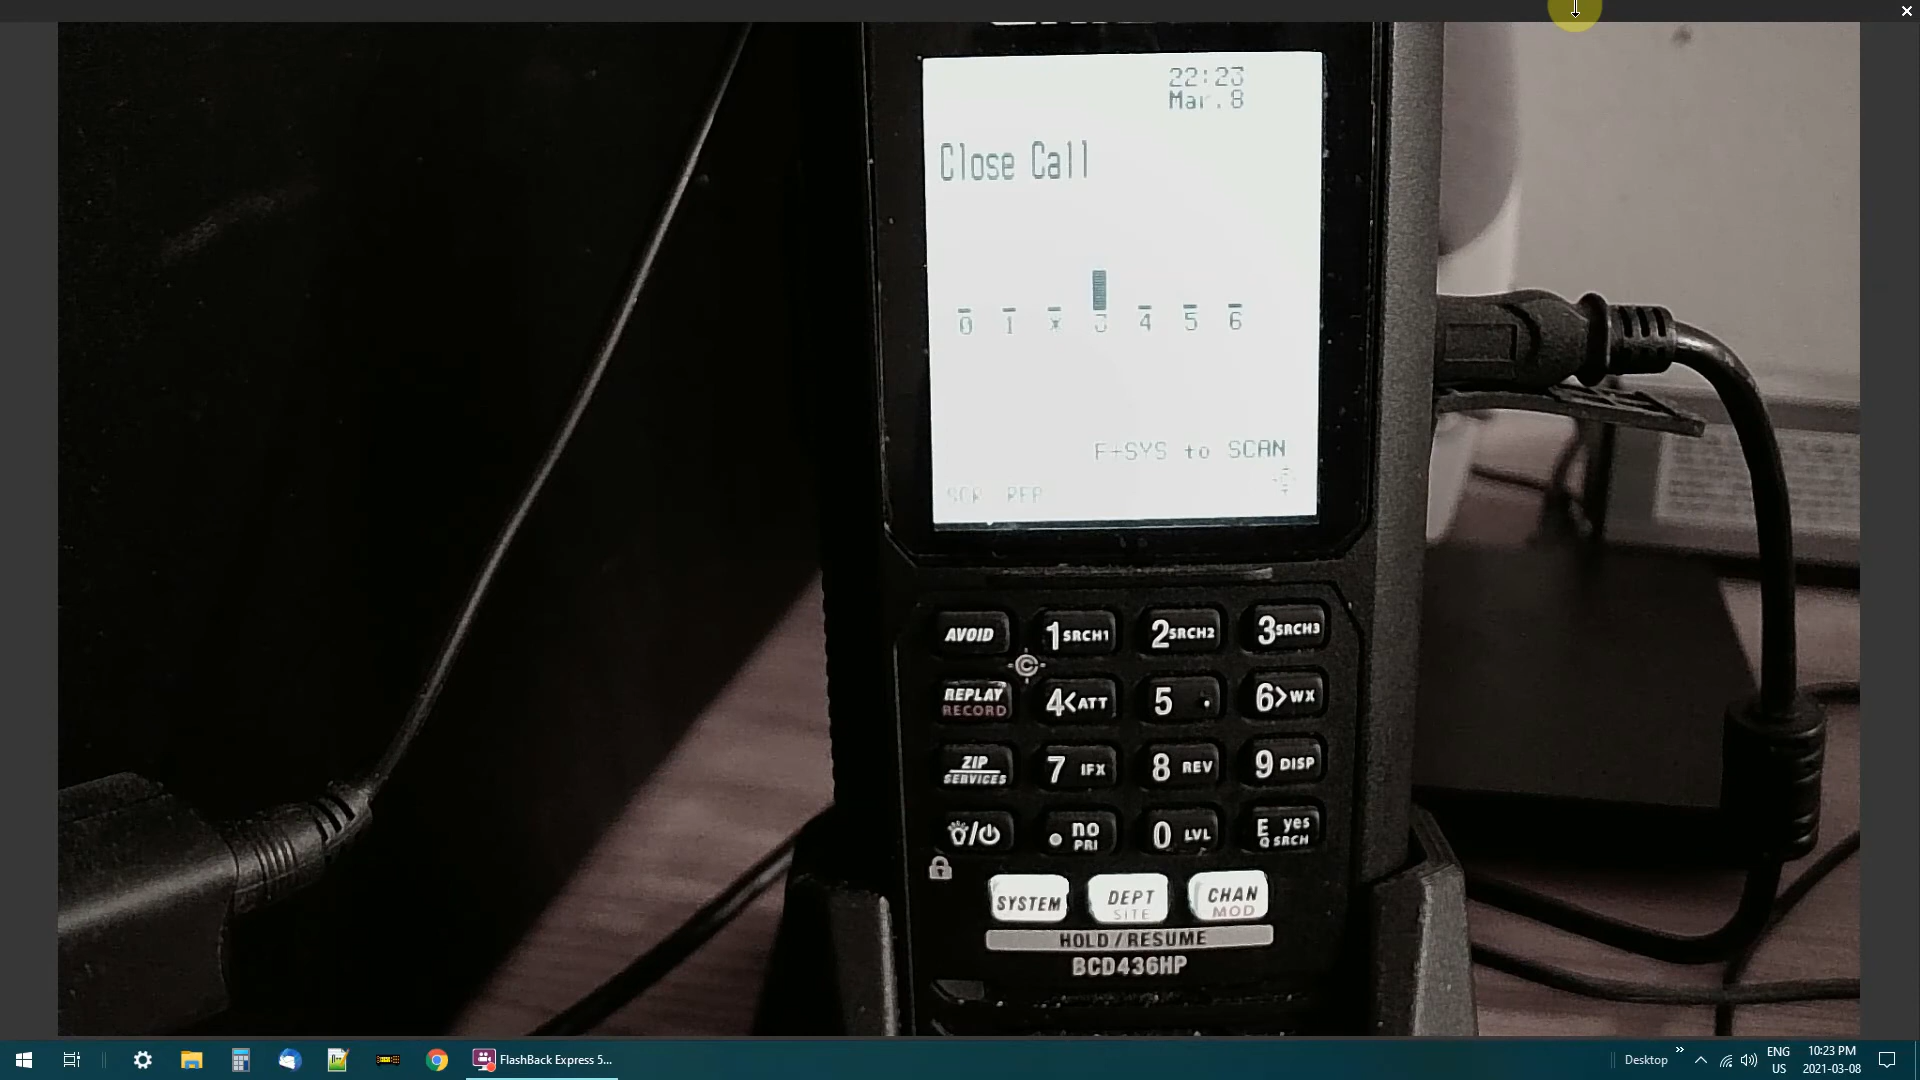 22:23
Mar. 8
Close Call
0 1 * 3 4 5 6
F+SYS to SCAN
SCR REP
AVOID 1 SRCH1 2 SRCH2 3 SRCH3
REPLAY 4<ATT 5 . 6>WX
RECORD
ZIP 7 IFX 8 REV 9 DISP
SERVICES
. no 0 LVL E yes
PRI Q SRCH
SYSTEM DEPT CHAN
SITE MOD
HOLD / RESUME
BCD436HP
FlashBack Express 5...
Desktop
ENG
US
10:23 PM
2021-03-08